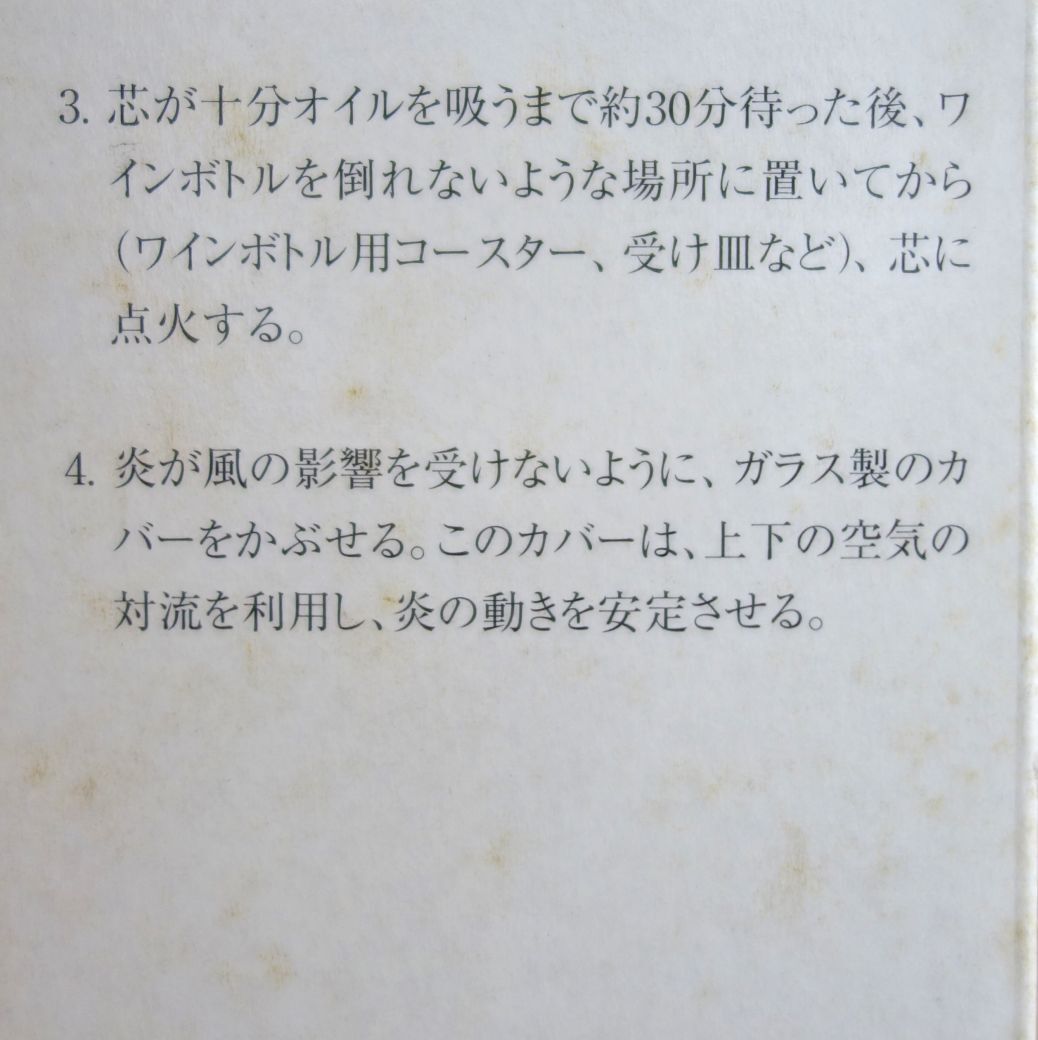 3. 芯が十分オイルを吸うまで約30分待った後、ワ
インボトルを倒れないような場所に置いてから
(ワインボトル用コースター、受け皿など)、芯に
点火する。
4. 炎が風の影響を受けないように、ガラス製のカ
バーをかぶせる。このカバーは、上下の空気の
対流を利用し、炎の動きを安定させる。